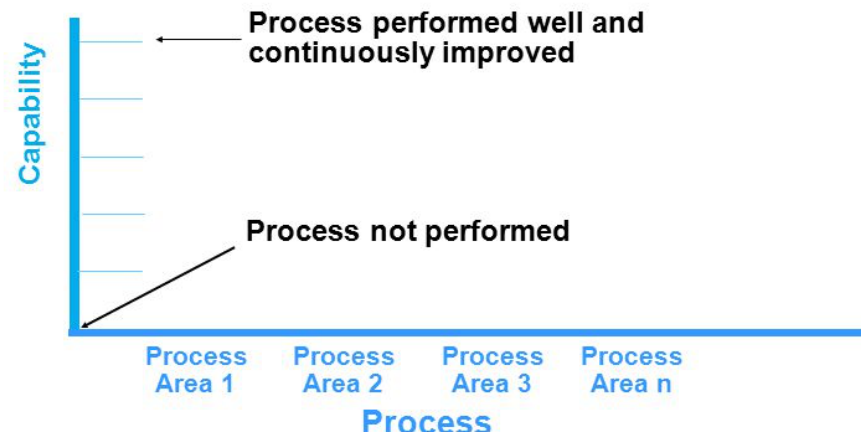 Process performed well and
continuously improved
Capability
Process not performed
Process Process Process Process
Area 1 Area 2 Area 3 Area n
Process